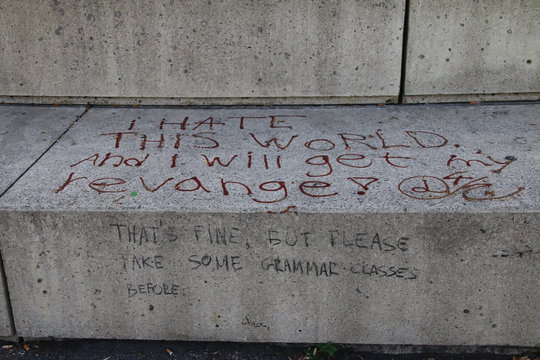 I HATE
THIS WORLD.
And I will get my
revange!
THAT'S FINE, BUT PLEASE
TAKE SOME GRAMMAR CLASSES
BEFORE.